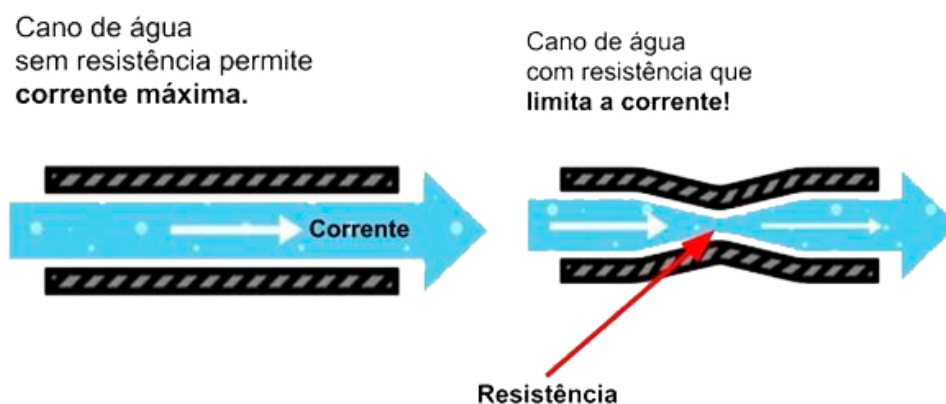 Cano de água
sem resistência permite
corrente máxima.
Cano de água
com resistência que
limita a corrente!
Corrente
Resistência